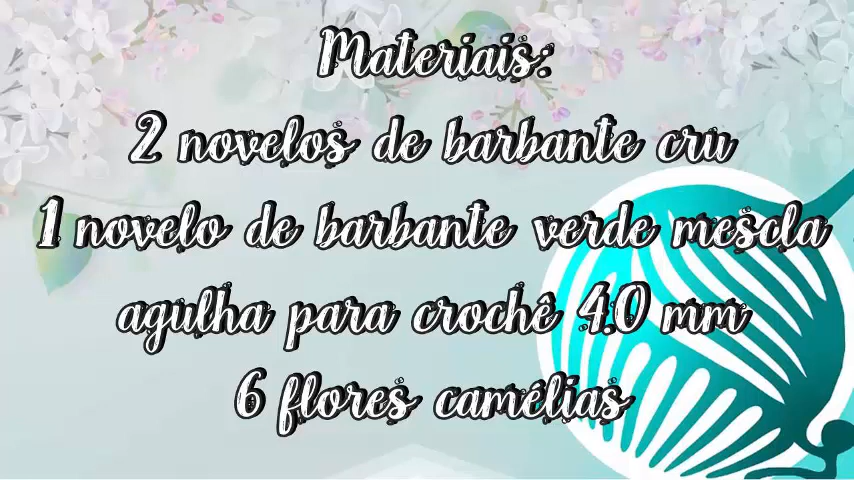 Materiais:
2 novelos de barbante cru
1 novelo de barbante verde mescla
agulha para crochê 4.0 mm
6 flores camélias